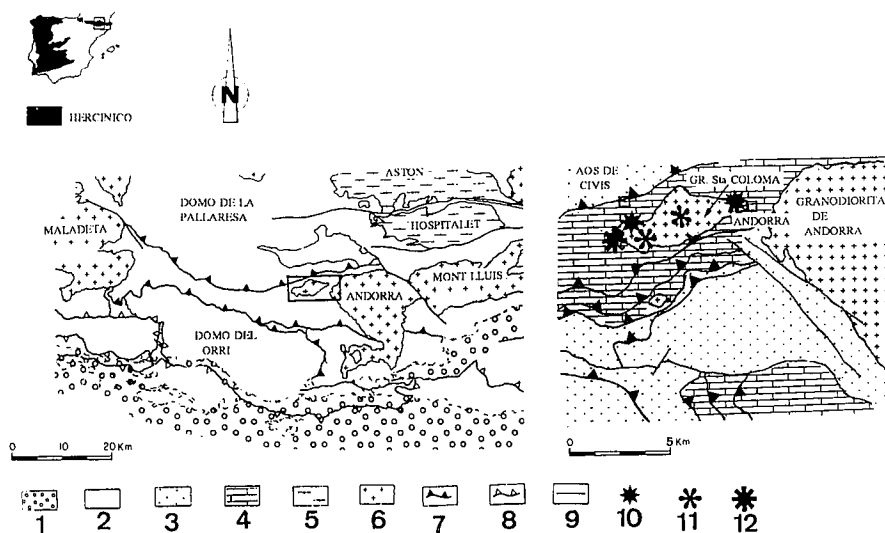 N
HERCINICO
ASTON
DOMO DE LA
PALLARESA
MALADETA
HOSPITALET
MONT LLUIS
ANDORRA
DOMO DEL
ORRI
0 10 20 Km
AOS DE
CIVIS
GR. Sta COLOMA
ANDORRA
GRANODIORITA
DE
ANDORRA
0 5 Km
1 2 3 4 5 6 7 8 9 10 11 12